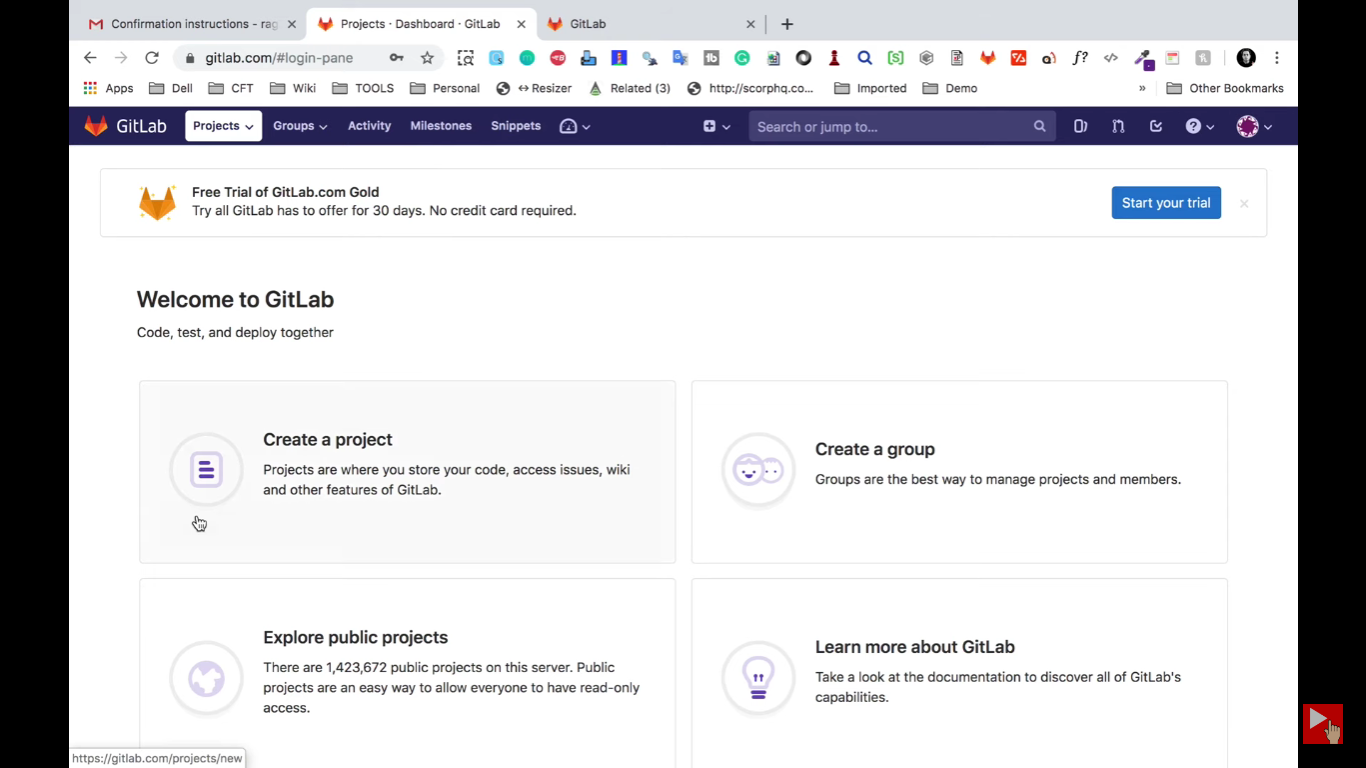 Confirmation instructions - rag
Projects · Dashboard · GitLab
GitLab
gitlab.com/#login-pane
Apps
Dell
CFT
Wiki
TOOLS
Personal
Resizer
Related (3)
http://scorphq.co...
Imported
Demo
»
Other Bookmarks
GitLab
Projects
Groups
Activity
Milestones
Snippets
Search or jump to...
Free Trial of GitLab.com Gold
Try all GitLab has to offer for 30 days. No credit card required.
Start your trial
Welcome to GitLab
Code, test, and deploy together
Create a project
Projects are where you store your code, access issues, wiki
and other features of GitLab.
Create a group
Groups are the best way to manage projects and members.
Explore public projects
There are 1,423,672 public projects on this server. Public
projects are an easy way to allow everyone to have read-only
access.
Learn more about GitLab
Take a look at the documentation to discover all of GitLab's
capabilities.
https://gitlab.com/projects/new